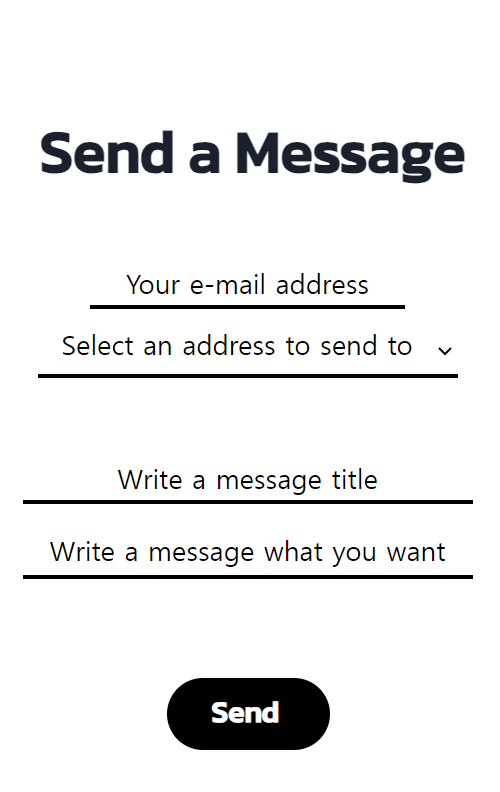 Send a Message
Your e-mail address
Select an address to send to
Write a message title
Write a message what you want
Send